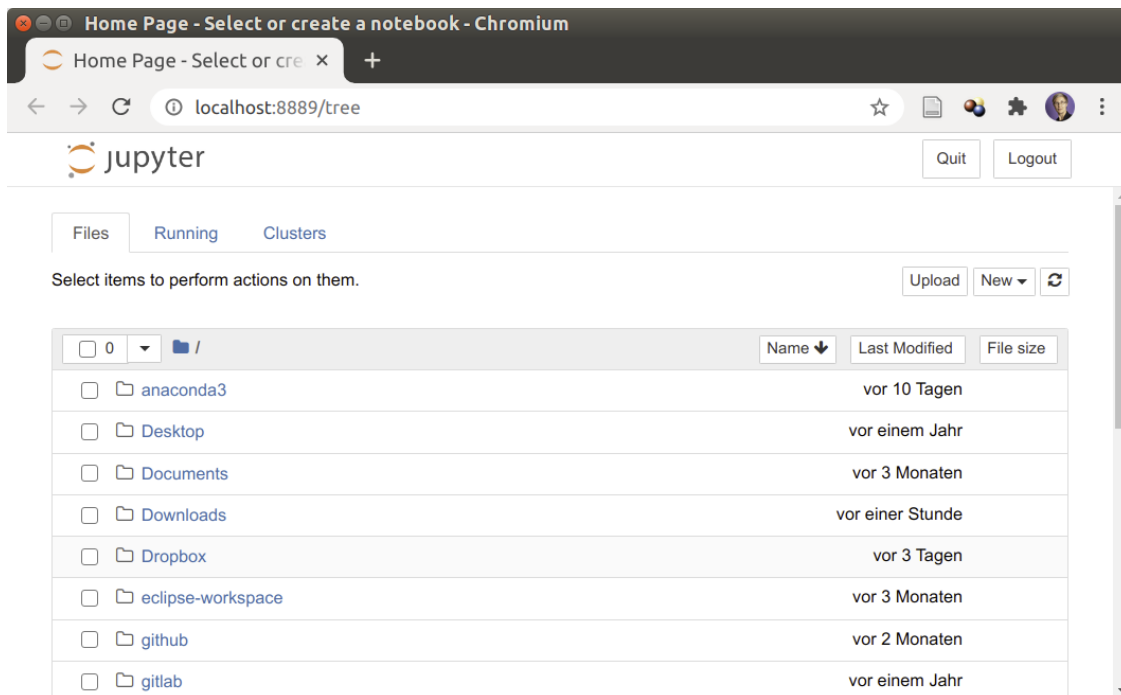 Home Page - Select or create a notebook - Chromium
Home Page - Select or cre
localhost:8889/tree
jupyter Quit Logout
Files Running Clusters
Select items to perform actions on them. Upload New
0 / Name Last Modified File size
anaconda3 vor 10 Tagen
Desktop vor einem Jahr
Documents vor 3 Monaten
Downloads vor einer Stunde
Dropbox vor 3 Tagen
eclipse-workspace vor 3 Monaten
github vor 2 Monaten
gitlab vor einem Jahr